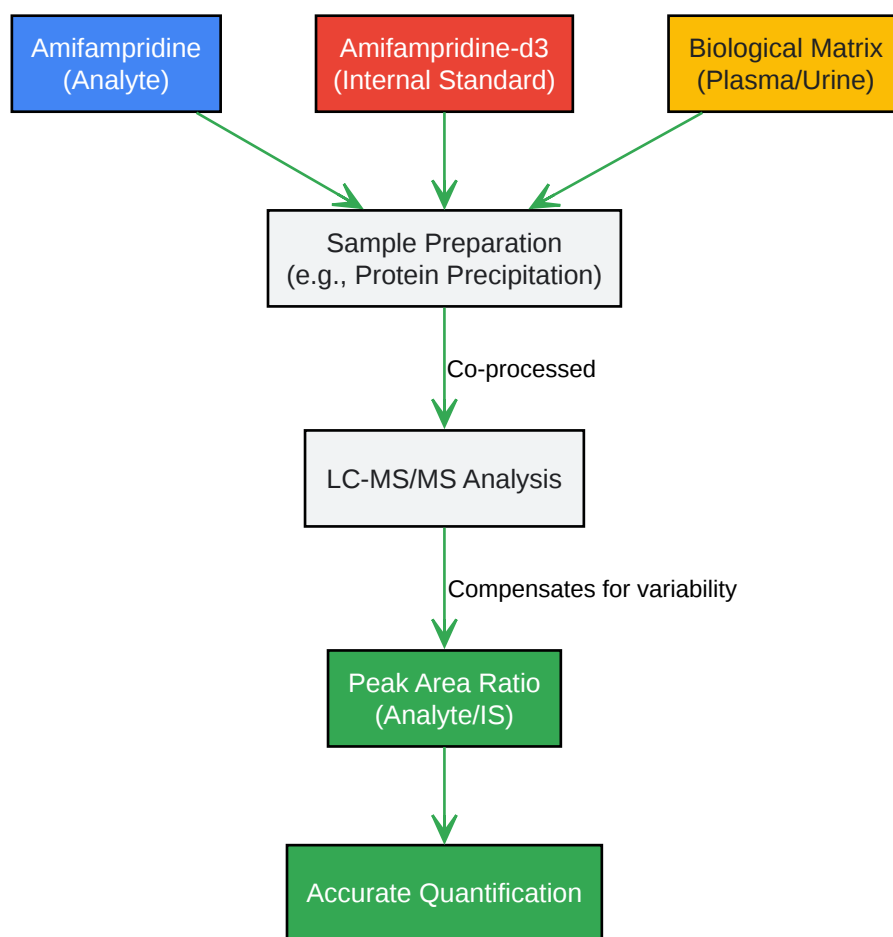 Amifampridine
(Analyte)
Amifampridine-d3
(Internal Standard)
Biological Matrix
(Plasma/Urine)
Sample Preparation
(e.g., Protein Precipitation)
Co-processed
LC-MS/MS Analysis
Compensates for variability
Peak Area Ratio
(Analyte/IS)
Accurate Quantification